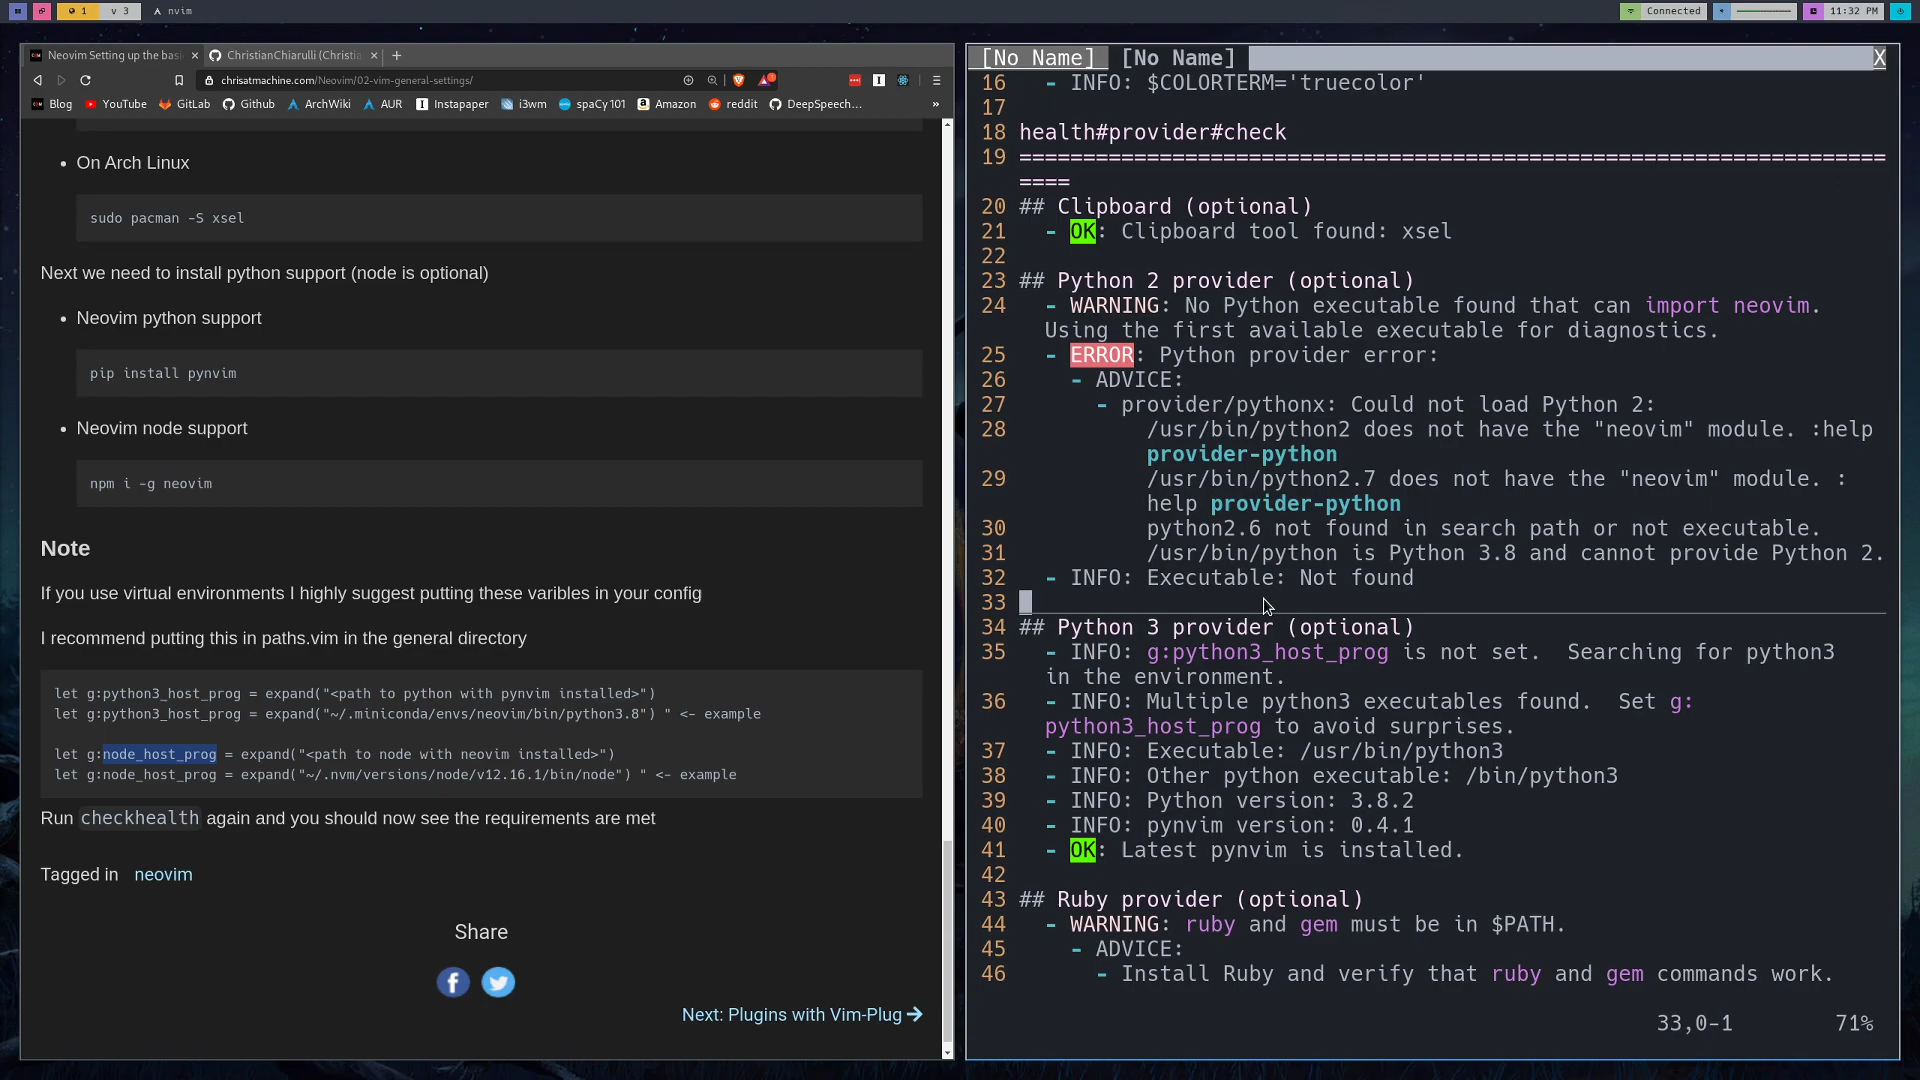 1 v 3 nvim Connected 11:32 PM
Neovim Setting up the basi × ChristianChiarulli (Christia × +
chrisatmachine.com/Neovim/02-vim-general-settings/
Blog YouTube GitLab Github ArchWiki AUR Instapaper i3wm spaCy 101 Amazon reddit DeepSpeech… »
On Arch Linux
sudo pacman -S xsel
Next we need to install python support (node is optional)
Neovim python support
pip install pynvim
Neovim node support
npm i -g neovim
Note
If you use virtual environments I highly suggest putting these varibles in your config
I recommend putting this in paths.vim in the general directory
let g:python3_host_prog = expand("<path to python with pynvim installed>")
let g:python3_host_prog = expand("~/.miniconda/envs/neovim/bin/python3.8") " <- example
let g:node_host_prog = expand("<path to node with neovim installed>")
let g:node_host_prog = expand("~/.nvm/versions/node/v12.16.1/bin/node") " <- example
Run checkhealth again and you should now see the requirements are met
Tagged in neovim
Share
Next: Plugins with Vim-Plug →
[No Name] [No Name] X
16 - INFO: $COLORTERM='truecolor'
17
18 health#provider#check
19 ====================================================================
====
20 ## Clipboard (optional)
21 - OK: Clipboard tool found: xsel
22
23 ## Python 2 provider (optional)
24 - WARNING: No Python executable found that can import neovim.
Using the first available executable for diagnostics.
25 - ERROR: Python provider error:
26 - ADVICE:
27 - provider/pythonx: Could not load Python 2:
28 /usr/bin/python2 does not have the "neovim" module. :help
provider-python
29 /usr/bin/python2.7 does not have the "neovim" module. :
help provider-python
30 python2.6 not found in search path or not executable.
31 /usr/bin/python is Python 3.8 and cannot provide Python 2.
32 - INFO: Executable: Not found
33
34 ## Python 3 provider (optional)
35 - INFO: g:python3_host_prog is not set.  Searching for python3
in the environment.
36 - INFO: Multiple python3 executables found.  Set g:
python3_host_prog to avoid surprises.
37 - INFO: Executable: /usr/bin/python3
38 - INFO: Other python executable: /bin/python3
39 - INFO: Python version: 3.8.2
40 - INFO: pynvim version: 0.4.1
41 - OK: Latest pynvim is installed.
42
43 ## Ruby provider (optional)
44 - WARNING: ruby and gem must be in $PATH.
45 - ADVICE:
46 - Install Ruby and verify that ruby and gem commands work.
33,0-1 71%